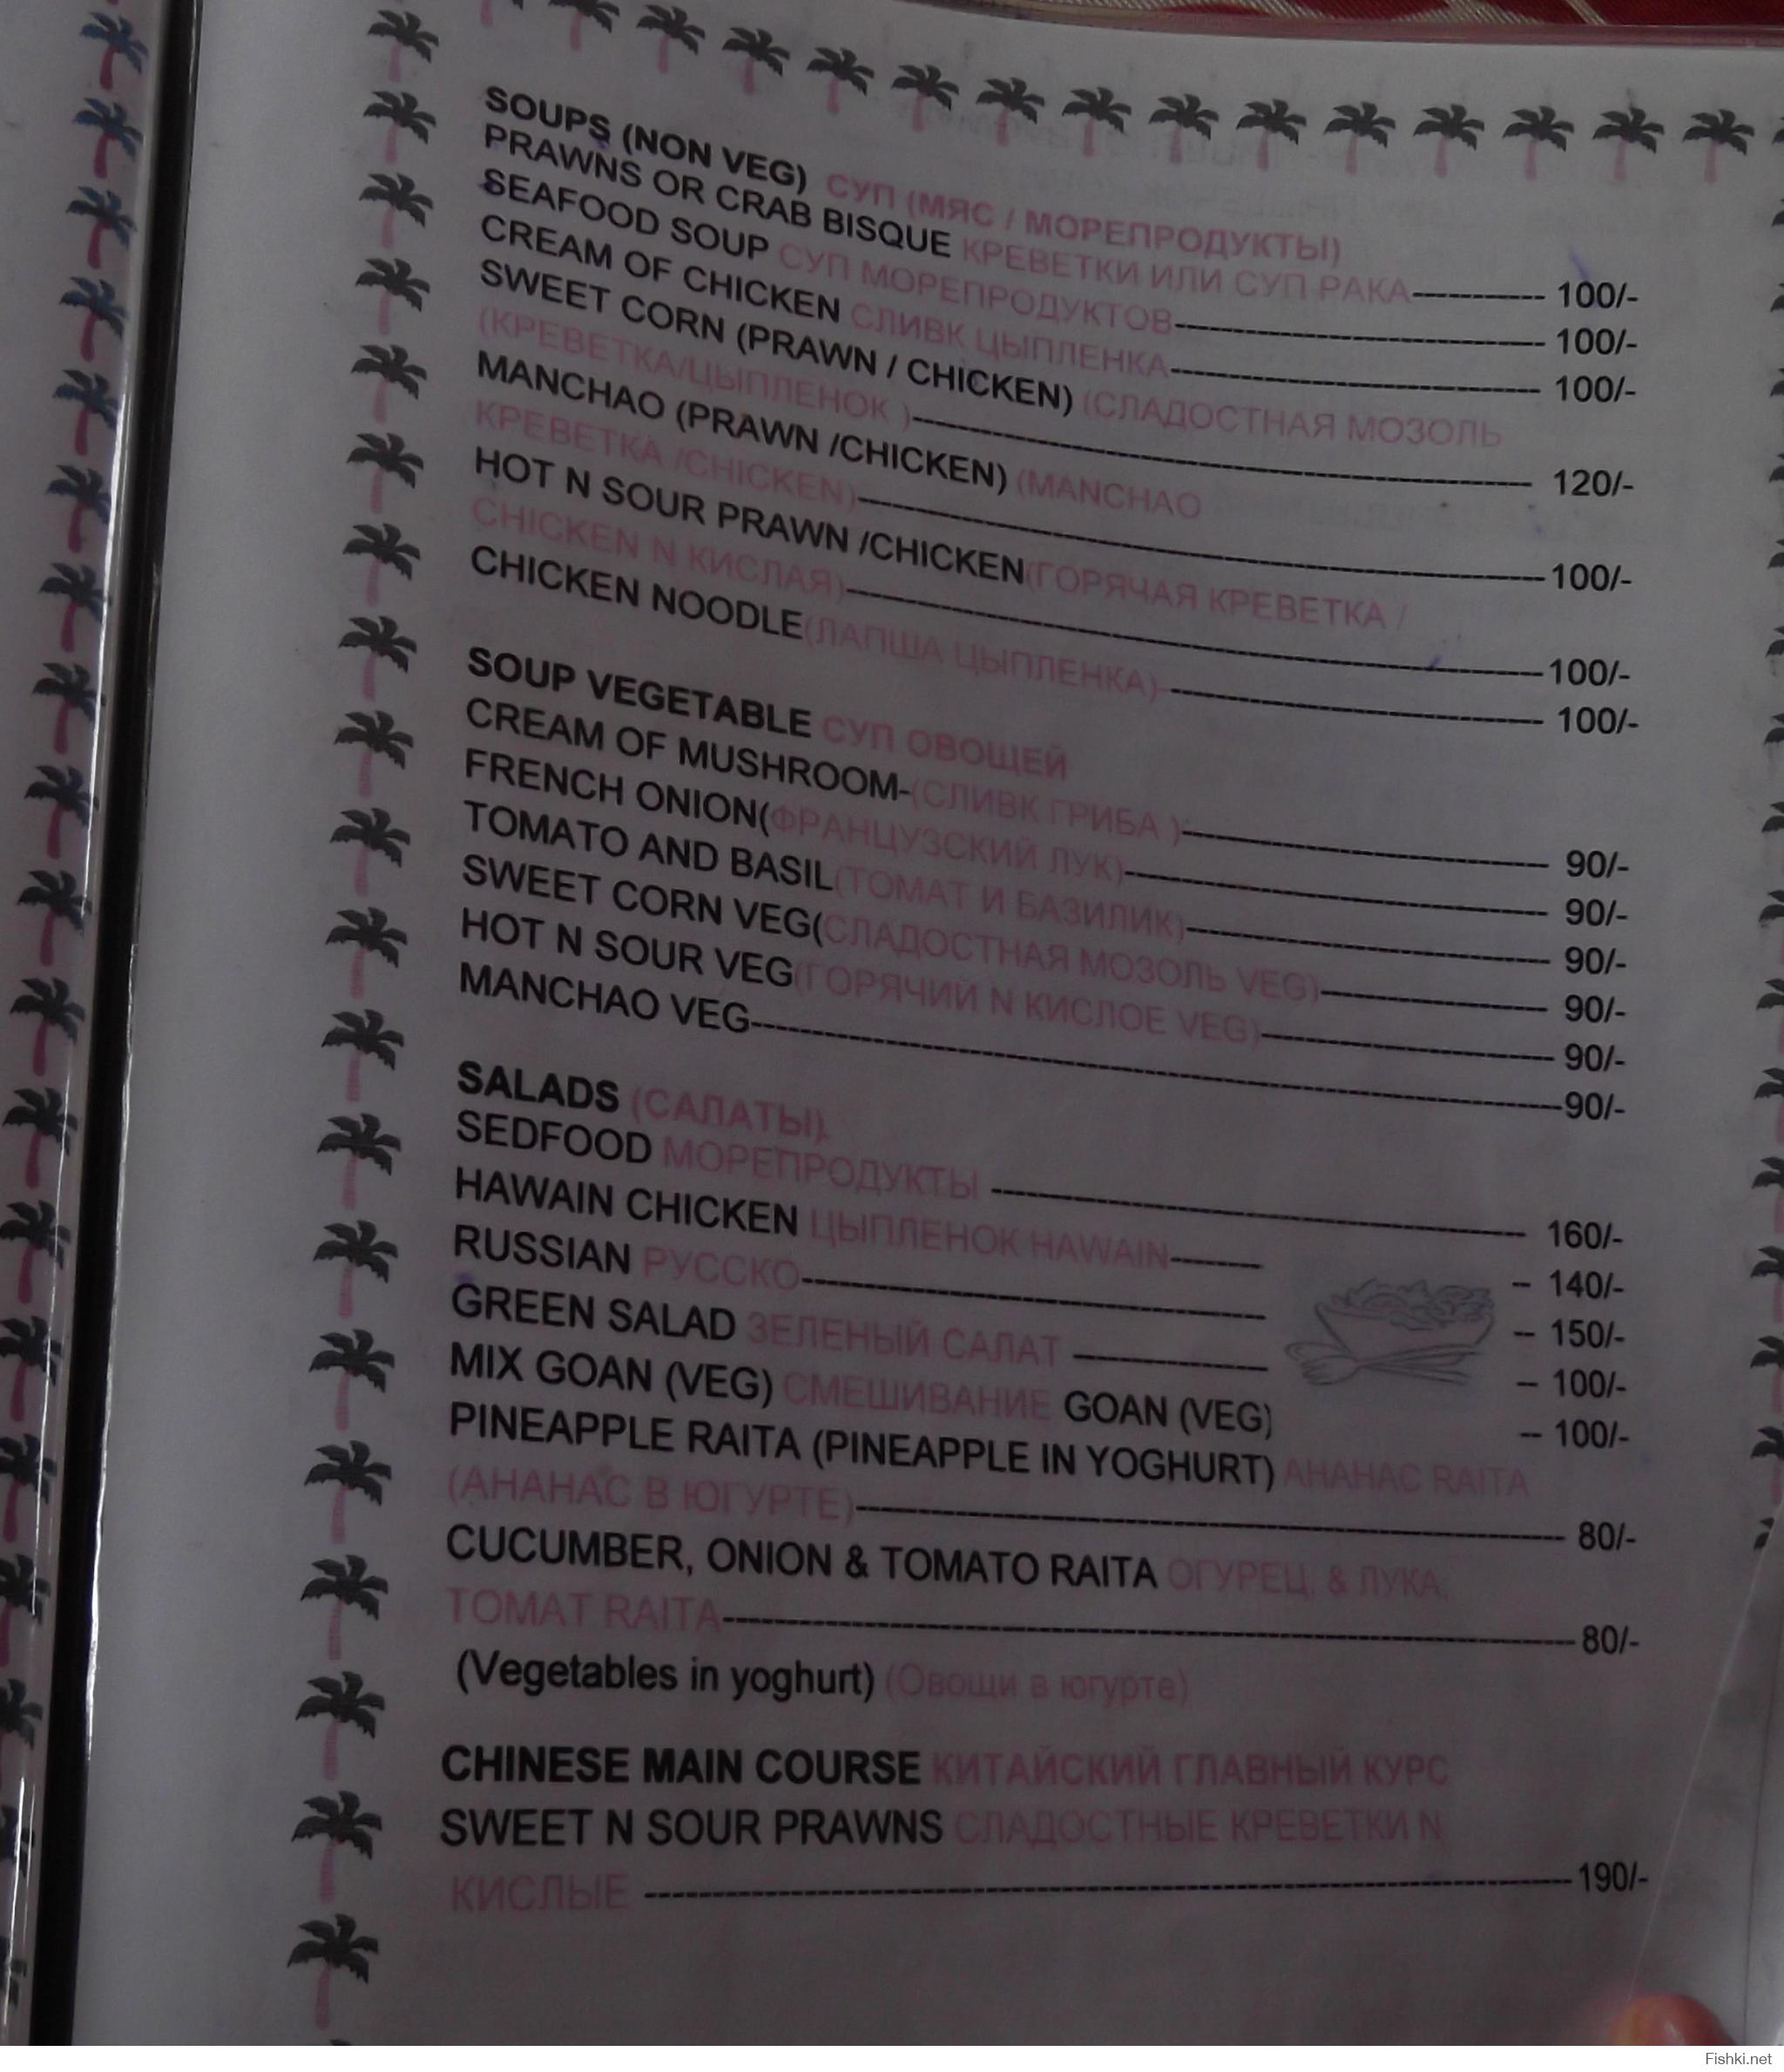 SOUPS (NON VEG) СУП (МЯС / МОРЕПРОДУКТЫ)
PRAWNS OR CRAB BISQUE КРЕВЕТКИ ИЛИ СУП РАКА----------- 100/-
SEAFOOD SOUP СУП МОРЕПРОДУКТОВ------------------------------- 100/-
CREAM OF CHICKEN СЛИВК ЦЫПЛЕНКА------------------------------- 100/-
SWEET CORN (PRAWN / CHICKEN) (СЛАДОСТНАЯ МОЗОЛЬ
(КРЕВЕТКА/ЦЫПЛЕНОК )------------------------------------------------ 120/-
MANCHAO (PRAWN /CHICKEN) (MANCHAO
КРЕВЕТКА /CHICKEN)------------------------------------------------100/-
HOT N SOUR PRAWN /CHICKEN(ГОРЯЧАЯ КРЕВЕТКА /
CHICKEN N КИСЛАЯ)------------------------------------------------100/-
CHICKEN NOODLE(ЛАПША ЦЫПЛЕНКА)------------------------------- 100/-
SOUP VEGETABLE СУП ОВОЩЕЙ
CREAM OF MUSHROOM-(СЛИВК ГРИБА )------------------------------- 90/-
FRENCH ONION(ФРАНЦУЗСКИЙ ЛУК)----------------------------------- 90/-
TOMATO AND BASIL(ТОМАТ И БАЗИЛИК)------------------------------ 90/-
SWEET CORN VEG(СЛАДОСТНАЯ МОЗОЛЬ VEG)------------------- 90/-
HOT N SOUR VEG(ГОРЯЧИЙ N КИСЛОЕ VEG)------------------------ 90/-
MANCHAO VEG----------------------------------------------------------------90/-
SALADS (САЛАТЫ)
SEDFOOD МОРЕПРОДУКТЫ --------------------------------------------- 160/-
HAWAIN CHICKEN ЦЫПЛЕНОК HAWAIN-------- - 140/-
RUSSIAN РУССКО---------------------------------------- -- 150/-
GREEN SALAD ЗЕЛЕНЫЙ САЛАТ ---------------- -- 100/-
MIX GOAN (VEG) СМЕШИВАНИЕ GOAN (VEG) -- 100/-
PINEAPPLE RAITA (PINEAPPLE IN YOGHURT) АНАНАС RAITA
(АНАНАС В ЮГУРТЕ)------------------------------------------------------- 80/-
CUCUMBER, ONION & TOMATO RAITA ОГУРЕЦ, & ЛУКА,
ТОМАТ RAITA----------------------------------------------------------------80/-
(Vegetables in yoghurt) (Овощи в югурте)
CHINESE MAIN COURSE КИТАЙСКИЙ ГЛАВНЫЙ КУРС
SWEET N SOUR PRAWNS СЛАДОСТНЫЕ КРЕВЕТКИ N
КИСЛЫЕ ----------------------------------------------------------------190/-
Fishki.net